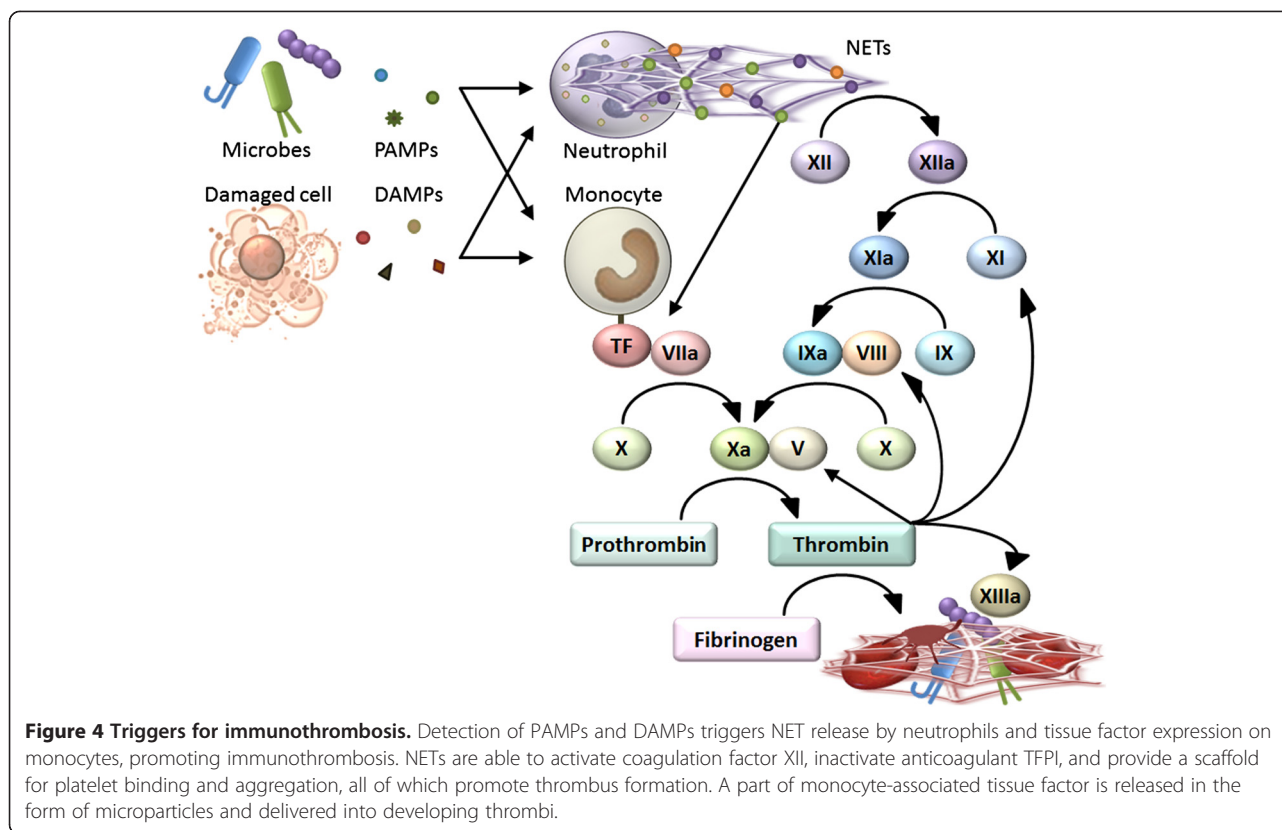 NETs
Microbes PAMPs Neutrophil
XII XIIa
Damaged cell DAMPs Monocyte
XIa XI
TF VIIa IXa VIII IX
X Xa V X
Prothrombin Thrombin
XIIIa
Fibrinogen
Figure 4 Triggers for immunothrombosis. Detection of PAMPs and DAMPs triggers NET release by neutrophils and tissue factor expression on
monocytes, promoting immunothrombosis. NETs are able to activate coagulation factor XII, inactivate anticoagulant TFPI, and provide a scaffold
for platelet binding and aggregation, all of which promote thrombus formation. A part of monocyte-associated tissue factor is released in the
form of microparticles and delivered into developing thrombi.